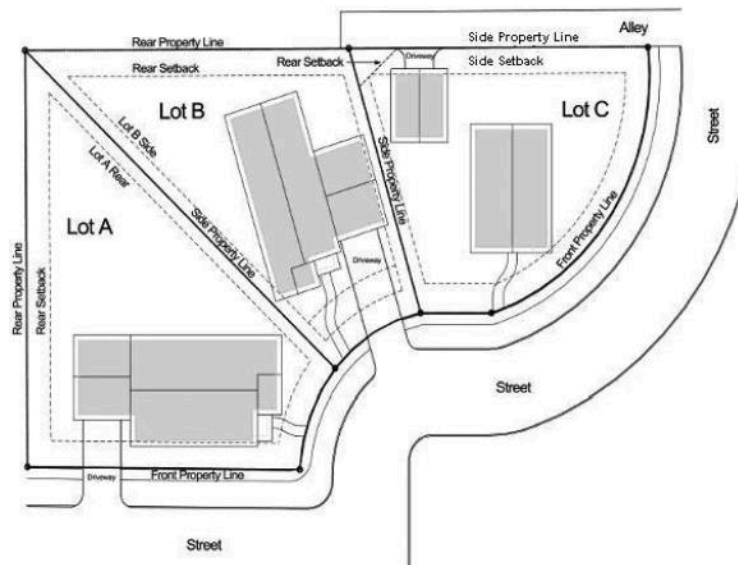 Rear Property Line
Side Property Line
Alley
Rear Setback
Rear Setback
Driveway
Side Setback
Lot B
Lot C
Street
Lot B Side
Lot A Rear
Side Property Line
Lot A
Side Property Line
Front Property Line
Rear Property Line
Rear Setback
Driveway
Street
Driveway
Front Property Line
Street